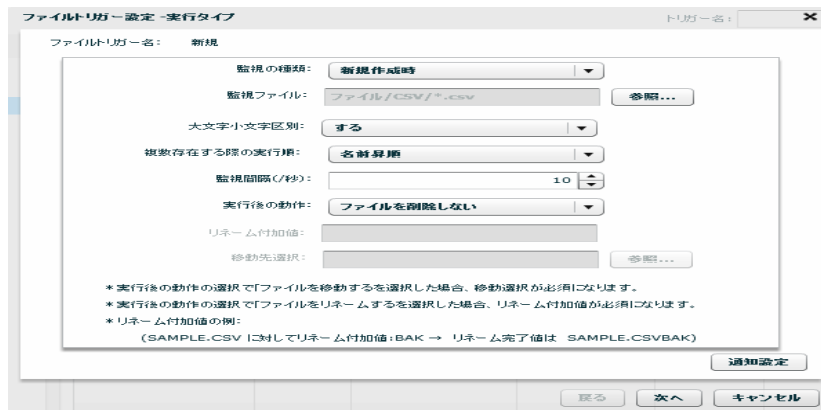 ファイルトリガー設定 -実行タイプ トリガー名:
ファイルトリガー名: 新規
監視の種類: 新規作成時
監視ファイル: ファイル/CSV/*.csv 参照...
大文字小文字区別: する
複数存在する際の実行順: 名前昇順
監視間隔(/秒): 10
実行後の動作: ファイルを削除しない
リネーム付加値:
移動先選択: 参照...
*実行後の動作の選択で「ファイルを移動するを選択した場合、移動選択が必須になります。
*実行後の動作の選択で「ファイルをリネームするを選択した場合、リネーム付加値が必須になります。
*リネーム付加値の例:
(SAMPLE.CSV に対してリネーム付加値:BAK → リネーム完了値は SAMPLE.CSVBAK)
通知設定
戻る 次へ キャンセル